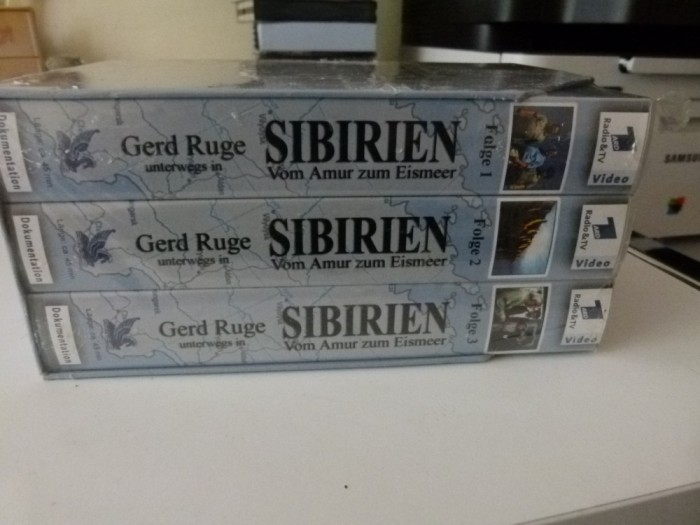 Dokumentation
Gerd Ruge
unterwegs in
SIBIRIEN
Vom Amur zum Eismeer
Folge 1
Radio & TV
Video
Dokumentation
Gerd Ruge
unterwegs in
SIBIRIEN
Vom Amur zum Eismeer
Folge 2
Radio & TV
Video
Dokumentation
Gerd Ruge
unterwegs in
SIBIRIEN
Vom Amur zum Eismeer
Folge 3
Radio & TV
Video